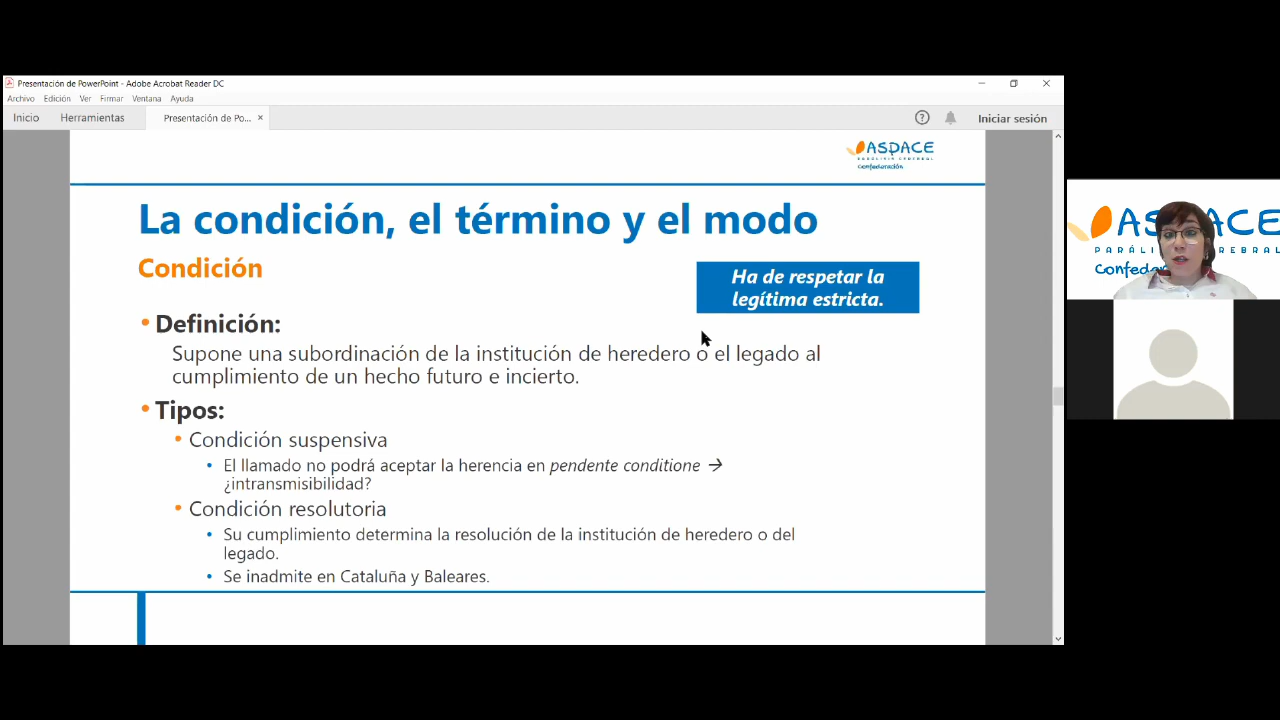 Presentación de PowerPoint - Adobe Acrobat Reader DC
Archivo Edición Ver Firmar Ventana Ayuda
Inicio Herramientas Presentación de Po... × Iniciar sesión
ASPACE
PARÁLISIS CEREBRAL
Confederación
La condición, el término y el modo
Condición
Ha de respetar la
legítima estricta.
• Definición:
Supone una subordinación de la institución de heredero o el legado al
cumplimiento de un hecho futuro e incierto.
• Tipos:
• Condición suspensiva
• El llamado no podrá aceptar la herencia en pendente conditione →
¿intransmisibilidad?
• Condición resolutoria
• Su cumplimiento determina la resolución de la institución de heredero o del
legado.
• Se inadmite en Cataluña y Baleares.